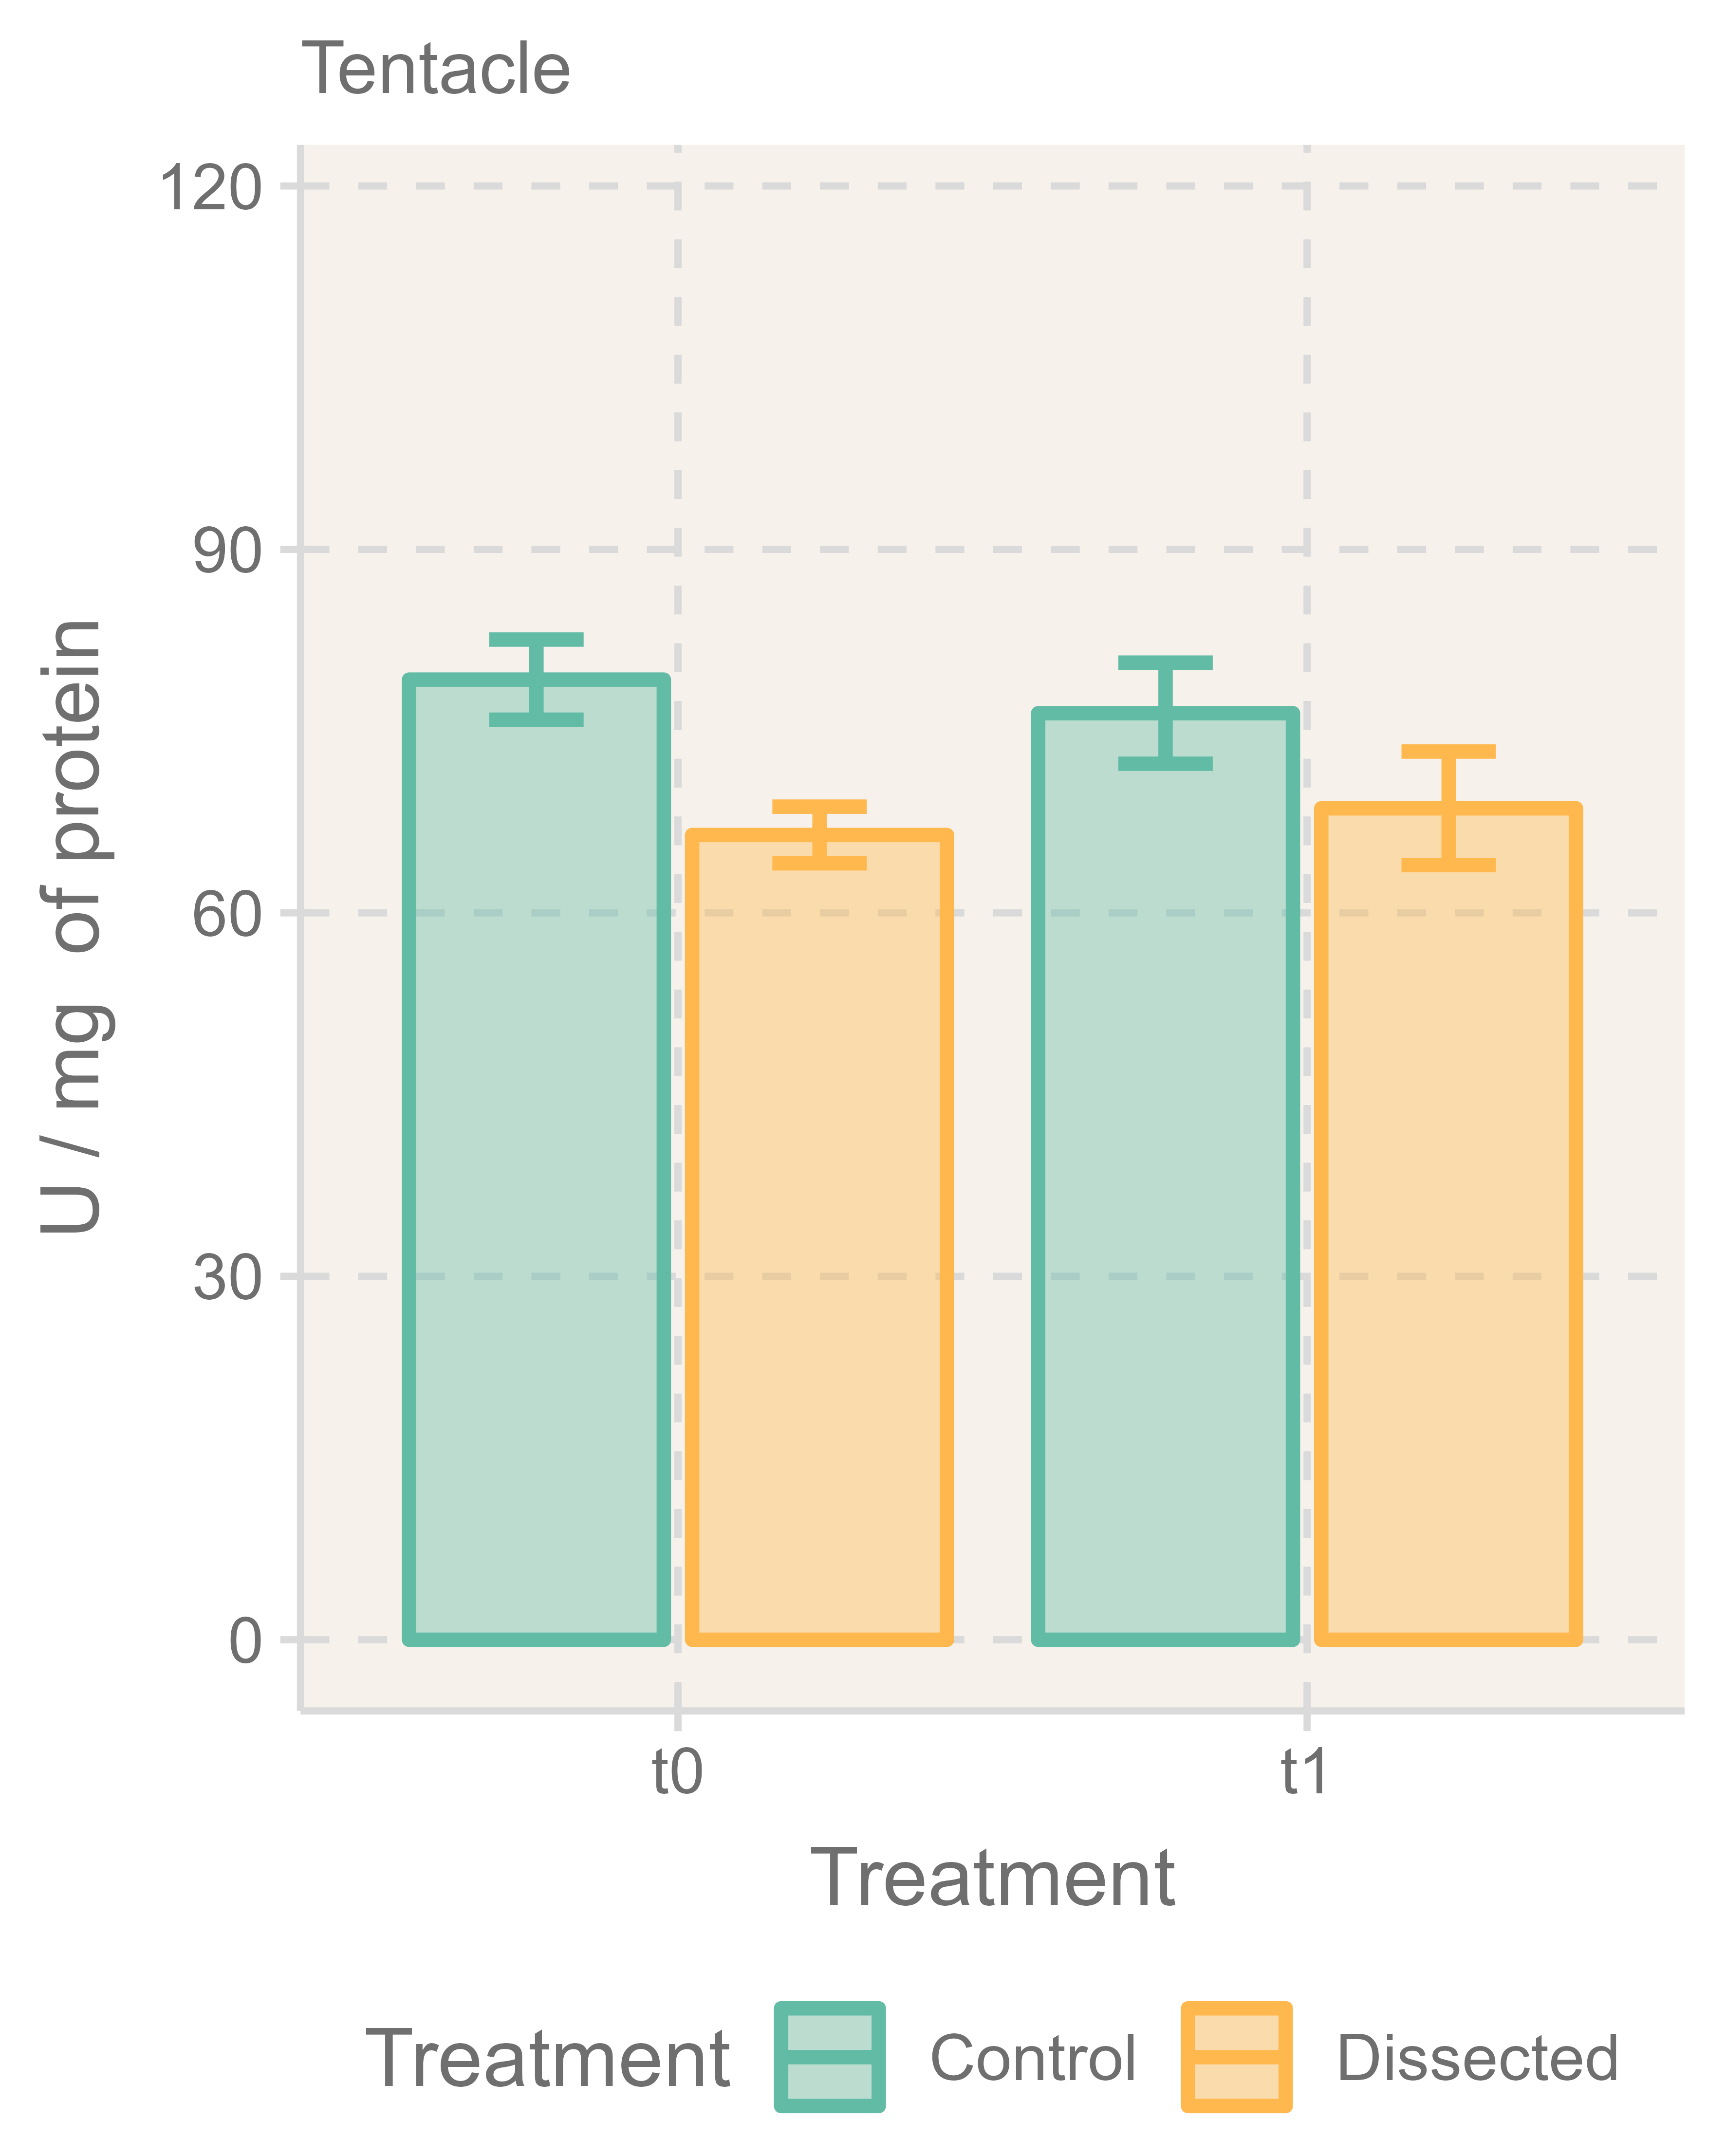 Tentacle
120
90
60
30
0
U / mg of protein
t0 t1
Treatment
Treatment Control Dissected